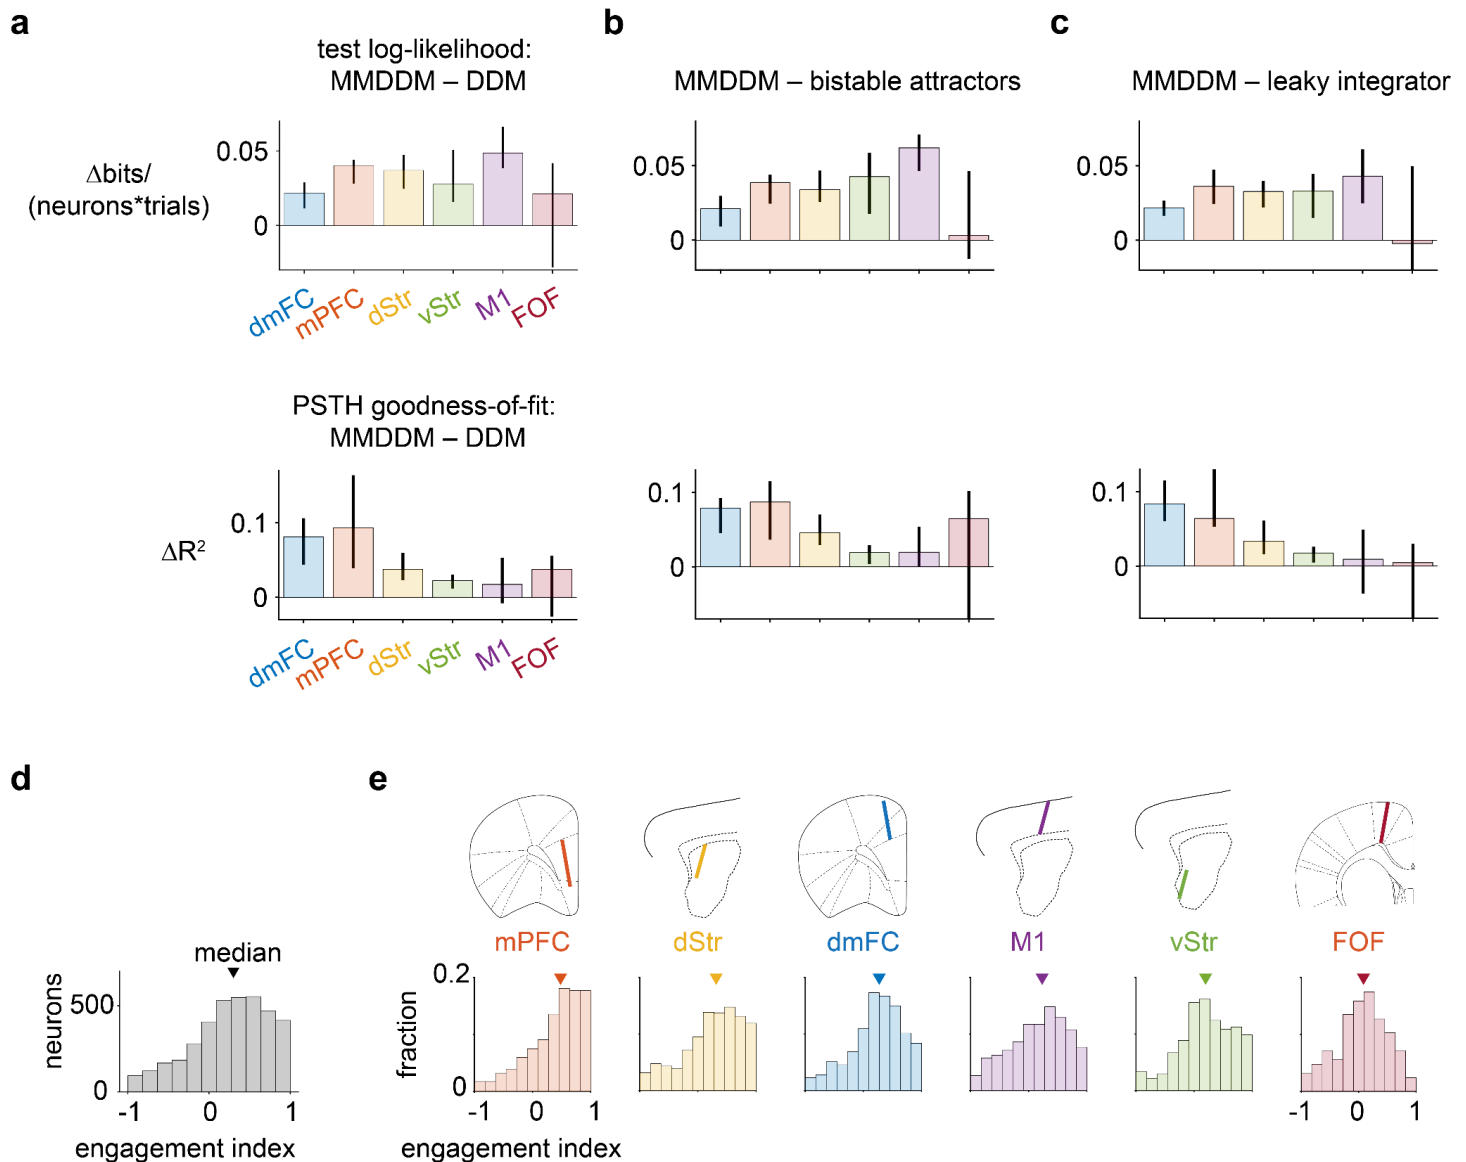 a
test log-likelihood:
MMDDM – DDM
Δbits/
(neurons*trials)
0.05
0
dmFC
mPFC
dStr
vStr
M1
FOF
PSTH goodness-of-fit:
MMDDM – DDM
ΔR²
0.1
0
dmFC
mPFC
dStr
vStr
M1
FOF
b
MMDDM – bistable attractors
0.05
0
0.1
0
c
MMDDM – leaky integrator
0.05
0
0.1
0
d
median
neurons
500
0
-1 0 1
engagement index
e
mPFC
dStr
dmFC
M1
vStr
FOF
fraction
0.2
0
-1 0 1
engagement index
-1 0 1